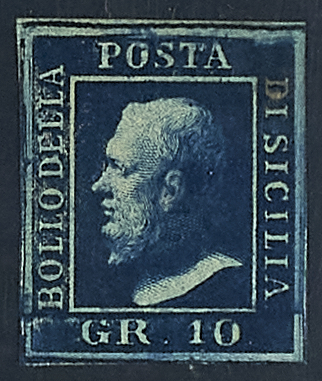 POSTA
BOLLO DELLA
DI SICILIA
GR. 10